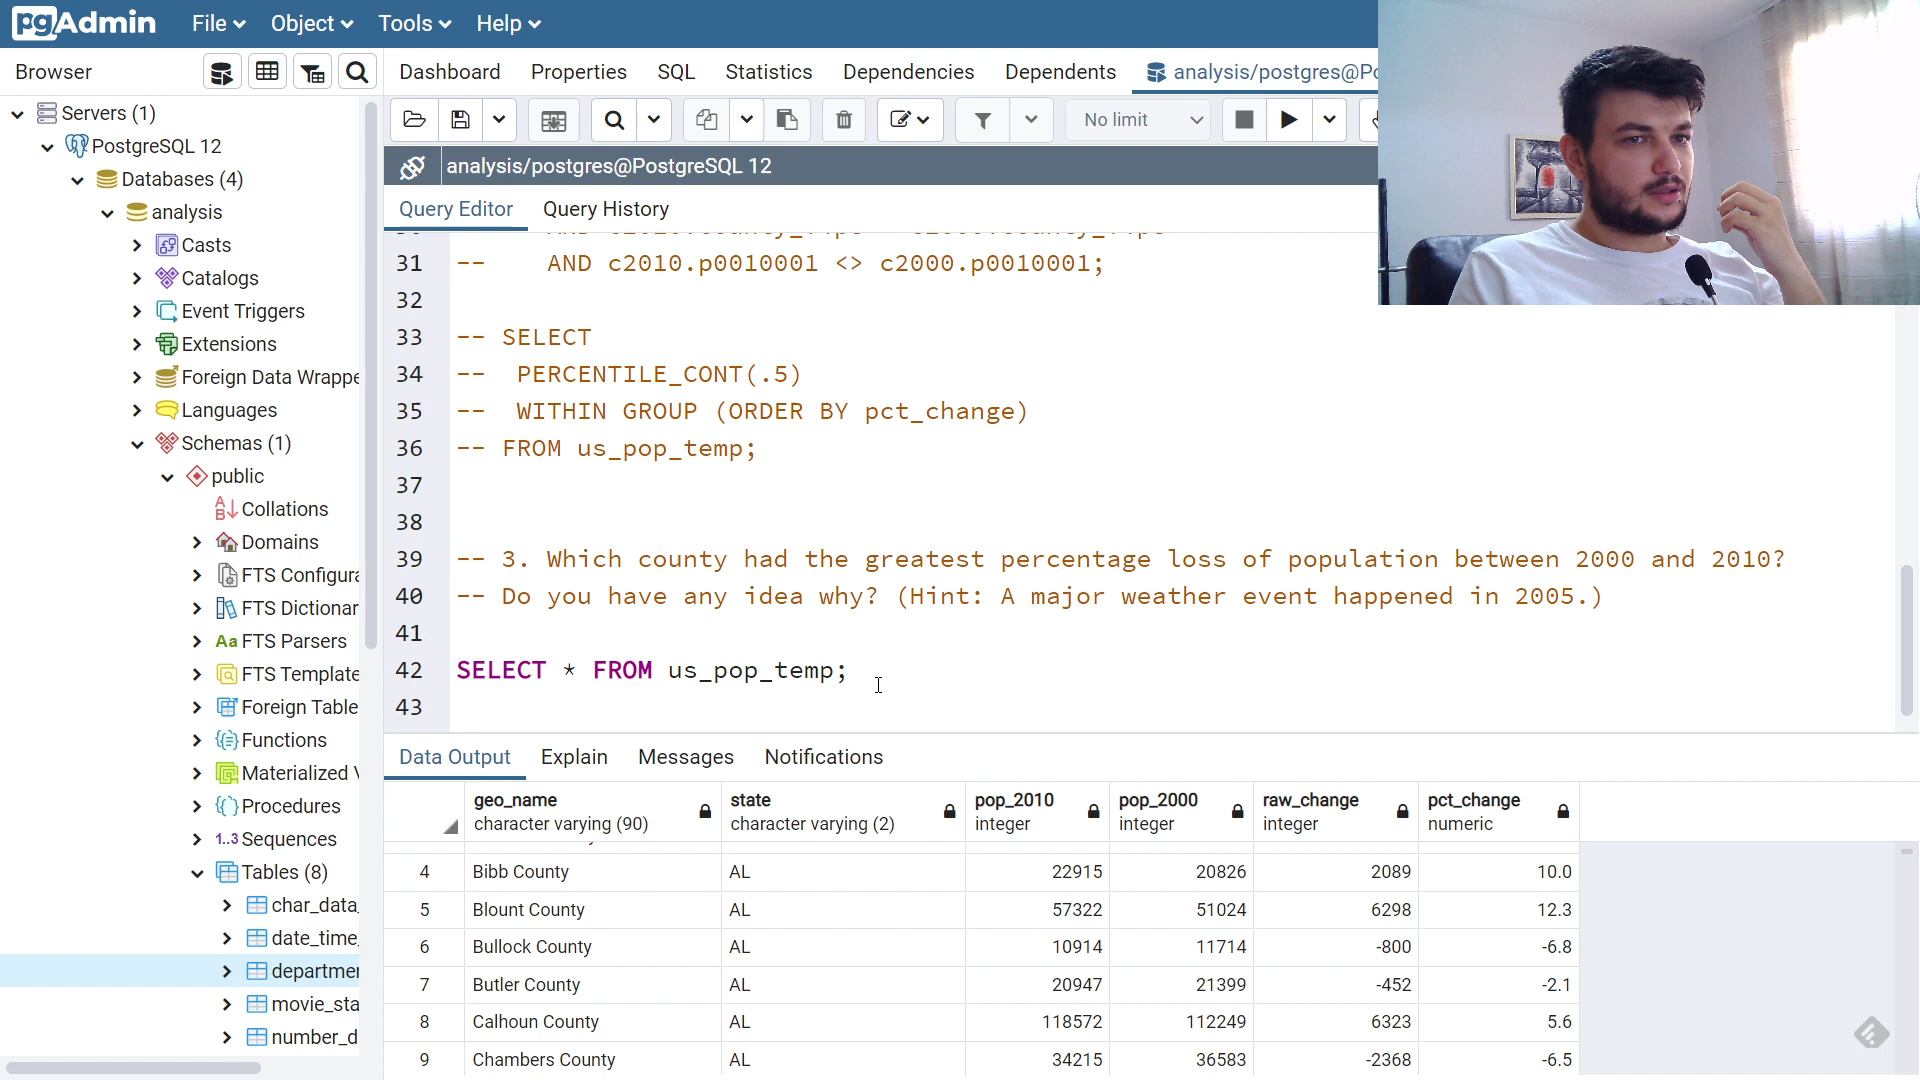 pgAdmin
File
Object
Tools
Help
Browser
Dashboard
Properties
SQL
Statistics
Dependencies
Dependents
analysis/postgres@P
No limit
analysis/postgres@PostgreSQL 12
Query Editor
Query History
Servers (1)
PostgreSQL 12
Databases (4)
analysis
Casts
Catalogs
Event Triggers
Extensions
Foreign Data Wrappe
Languages
Schemas (1)
public
Collations
Domains
FTS Configura
FTS Dictionar
Aa FTS Parsers
FTS Template
Foreign Table
Functions
Materialized V
Procedures
1..3 Sequences
Tables (8)
char_data_
date_time_
departmen
movie_sta
number_d
31 -- AND c2010.p0010001 <> c2000.p0010001;
32
33 -- SELECT
34 -- PERCENTILE_CONT(.5)
35 -- WITHIN GROUP (ORDER BY pct_change)
36 -- FROM us_pop_temp;
37
38
39 -- 3. Which county had the greatest percentage loss of population between 2000 and 2010?
40 -- Do you have any idea why? (Hint: A major weather event happened in 2005.)
41
42 SELECT * FROM us_pop_temp;
43
Data Output
Explain
Messages
Notifications
geo_name character varying (90)
state character varying (2)
pop_2010 integer
pop_2000 integer
raw_change integer
pct_change numeric
4 Bibb County AL 22915 20826 2089 10.0
5 Blount County AL 57322 51024 6298 12.3
6 Bullock County AL 10914 11714 -800 -6.8
7 Butler County AL 20947 21399 -452 -2.1
8 Calhoun County AL 118572 112249 6323 5.6
9 Chambers County AL 34215 36583 -2368 -6.5